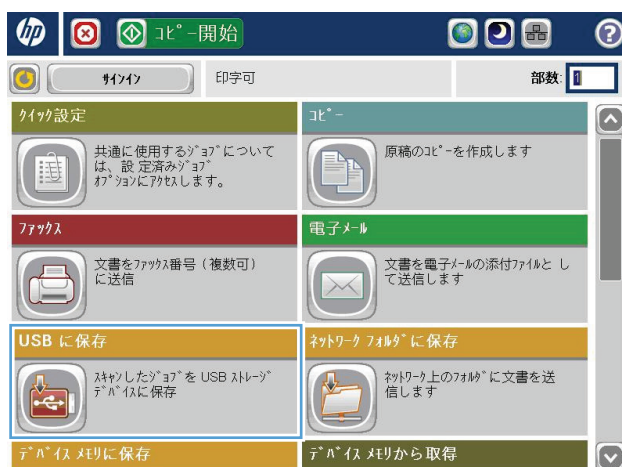 hp
ｺﾋﾟｰ開始
?
ｻｲﾝｲﾝ
印字可
部数:
1
ｸｲｯｸ設定
共通に使用するｼﾞｮﾌﾞについて
は、設 定済みｼﾞｮﾌﾞ
ｵﾌﾟｼｮﾝにｱｸｾｽしま す。
ｺﾋﾟｰ
原稿のｺﾋﾟｰを作成します
ﾌｧｯｸｽ
文書をﾌｧｯｸｽ番号 (複数可)
に送信
電子ﾒｰﾙ
文書を電子ﾒｰﾙの添付ﾌｧｲﾙと し
て送信しま す
USB に保存
ｽｷｬﾝしたｼﾞｮﾌﾞを USB ｽﾄﾚｰｼﾞ
ﾃﾞﾊﾞｲｽに保存
ﾈｯﾄﾜｰｸ ﾌｫﾙﾀﾞに保存
ﾈｯﾄﾜｰｸ上のﾌｫﾙﾀﾞに文書を送
信します
ﾃﾞﾊﾞｲｽ ﾒﾓﾘに保存
ﾃﾞﾊﾞｲｽ ﾒﾓﾘから取得